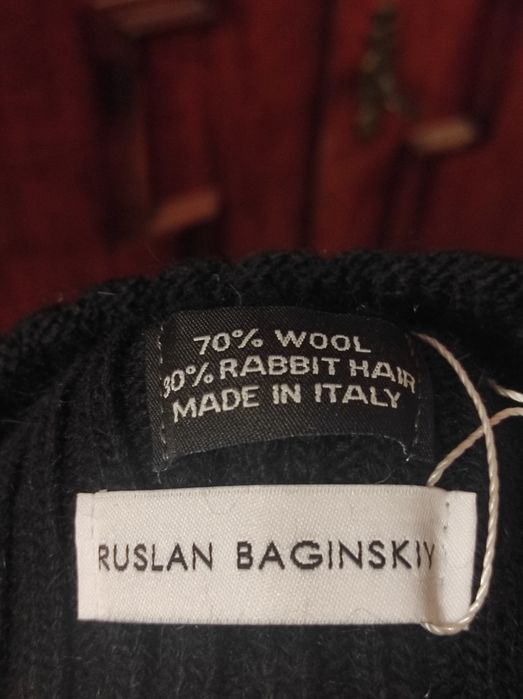 70% WOOL
30% RABBIT HAIR
MADE IN ITALY
RUSLAN BAGINSKIY